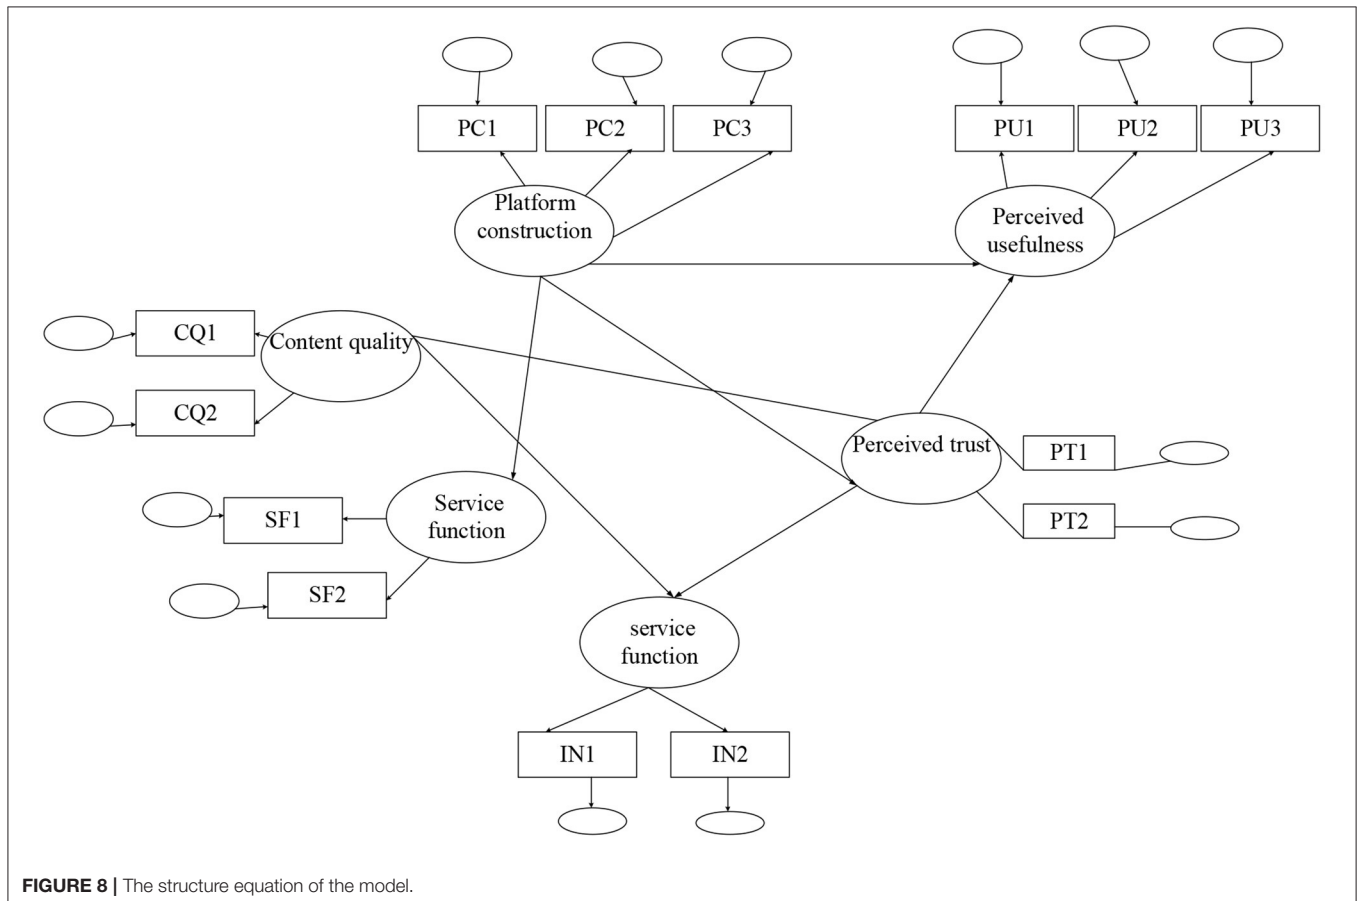 PC1
PC2
PC3
PU1
PU2
PU3
Platform
construction
Perceived
usefulness
CQ1
Content quality
CQ2
Perceived trust
PT1
Service
function
SF1
PT2
SF2
service
function
IN1
IN2
FIGURE 8 | The structure equation of the model.